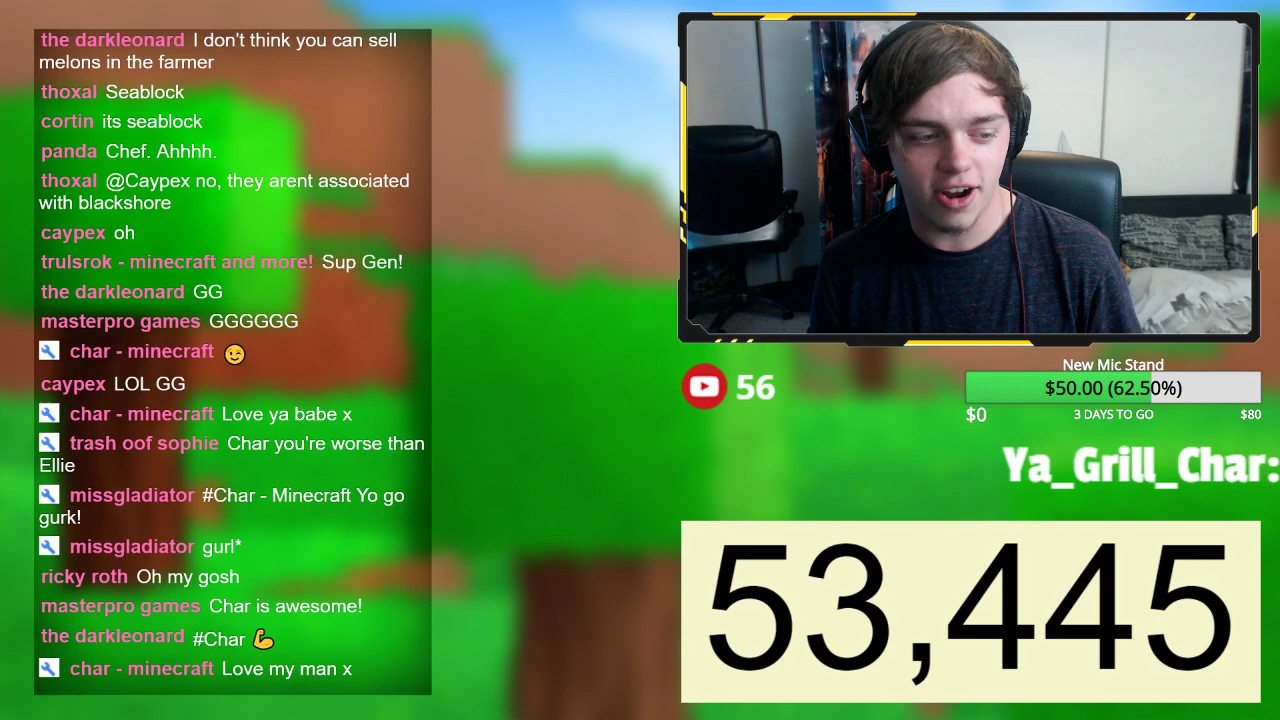 the darkleonard I don't think you can sell
melons in the farmer
thoxal Seablock
cortin its seablock
panda Chef. Ahhhh.
thoxal @Caypex no, they arent associated
with blackshore
caypex oh
trulsrok - minecraft and more! Sup Gen!
the darkleonard GG
masterpro games GGGGGG
char - minecraft 😉
caypex LOL GG
char - minecraft Love ya babe x
trash oof sophie Char you're worse than
Ellie
missgladiator #Char - Minecraft Yo go
gurk!
missgladiator gurl*
ricky roth Oh my gosh
masterpro games Char is awesome!
the darkleonard #Char 💪
char - minecraft Love my man x
56
New Mic Stand
$50.00 (62.50%)
$0 3 DAYS TO GO $80
Ya_Grill_Char:
53,445